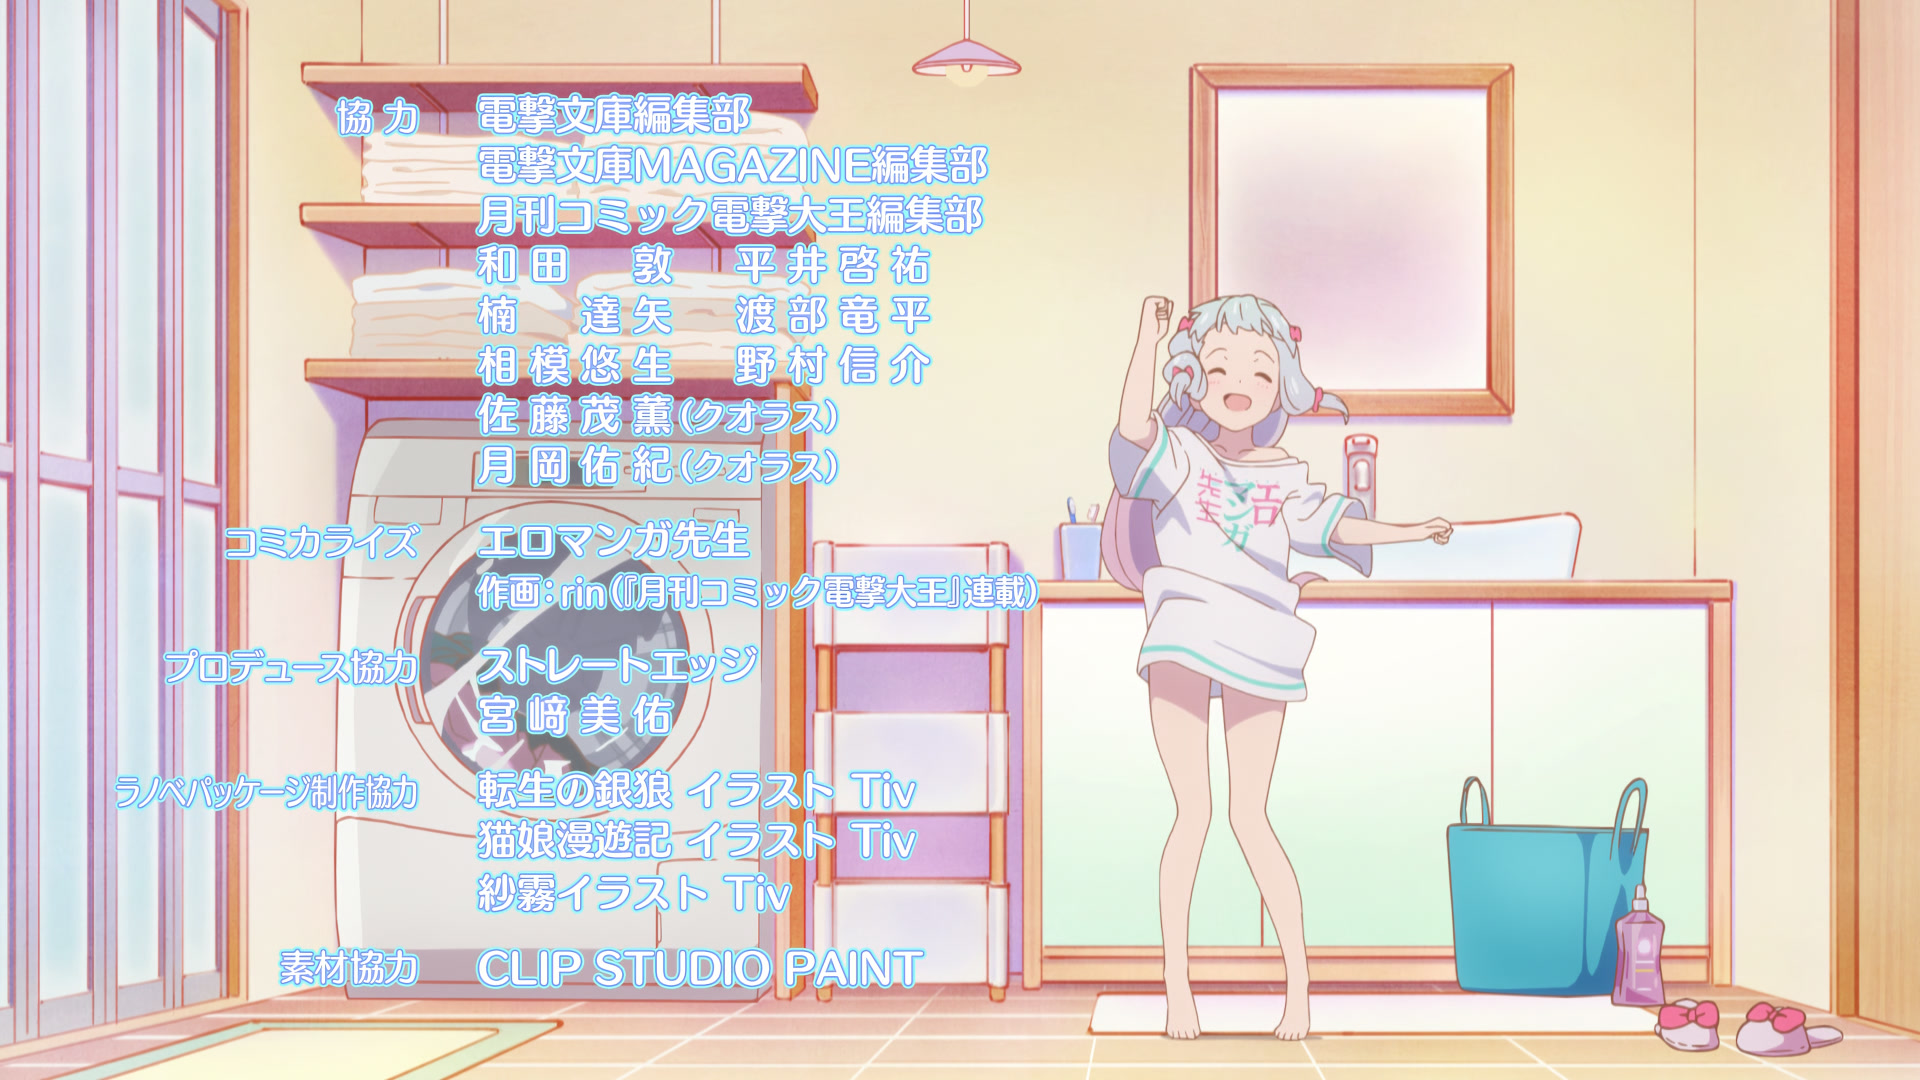 協力 電撃文庫編集部
電撃文庫MAGAZINE編集部
月刊コミック電撃大王編集部
和田 敦 平井啓祐
楠 達矢 渡部竜平
相模悠生 野村信介
佐藤茂薫(クオラス)
月岡佑紀(クオラス)
コミカライズ エロマンガ先生
作画:rin(『月刊コミック電撃大王』連載)
プロデュース協力 ストレートエッジ
宮﨑美佑
ラノベパッケージ制作協力 転生の銀狼 イラスト Tiv
猫娘漫遊記 イラスト Tiv
紗霧イラスト Tiv
素材協力 CLIP STUDIO PAINT
エロ
マンガ
先生